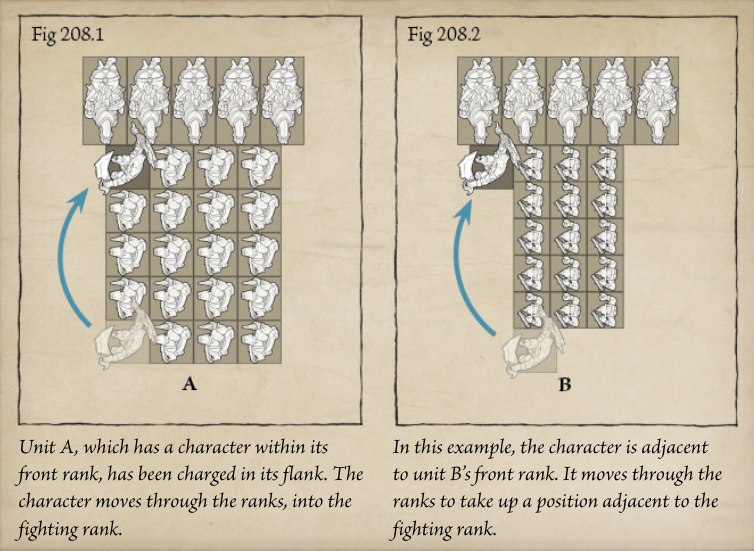 Fig 208.1
A
Unit A, which has a character within its
front rank, has been charged in its flank. The
character moves through the ranks, into the
fighting rank.
Fig 208.2
B
In this example, the character is adjacent
to unit B's front rank. It moves through the
ranks to take up a position adjacent to the
fighting rank.